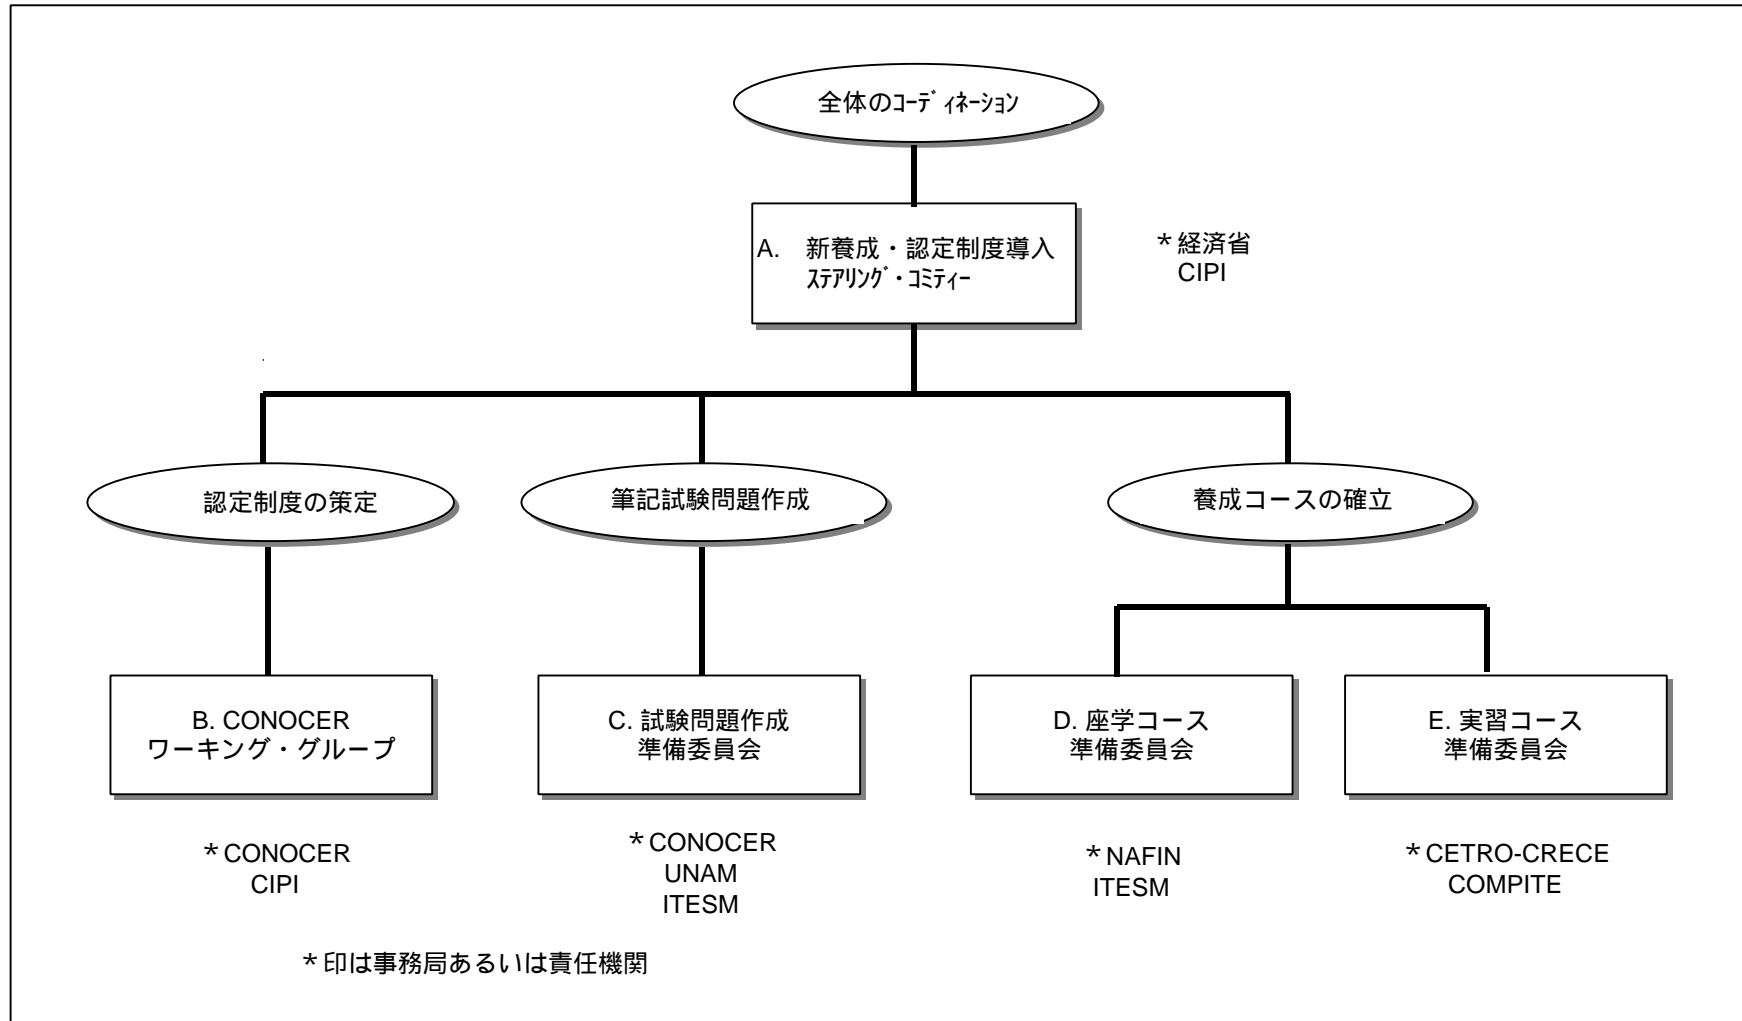 全体のｺｰﾃﾞｨﾈｰｼｮﾝ
A. 新養成・認定制度導入
ｽﾃｱﾘﾝｸﾞ・ｺﾐﾃｨｰ
＊経済省
CIPI
認定制度の策定
筆記試験問題作成
養成コースの確立
B. CONOCER
ワーキング・グループ
C. 試験問題作成
準備委員会
D. 座学コース
準備委員会
E. 実習コース
準備委員会
＊CONOCER
CIPI
＊CONOCER
UNAM
ITESM
＊NAFIN
ITESM
＊CETRO-CRECE
COMPITE
＊印は事務局あるいは責任機関